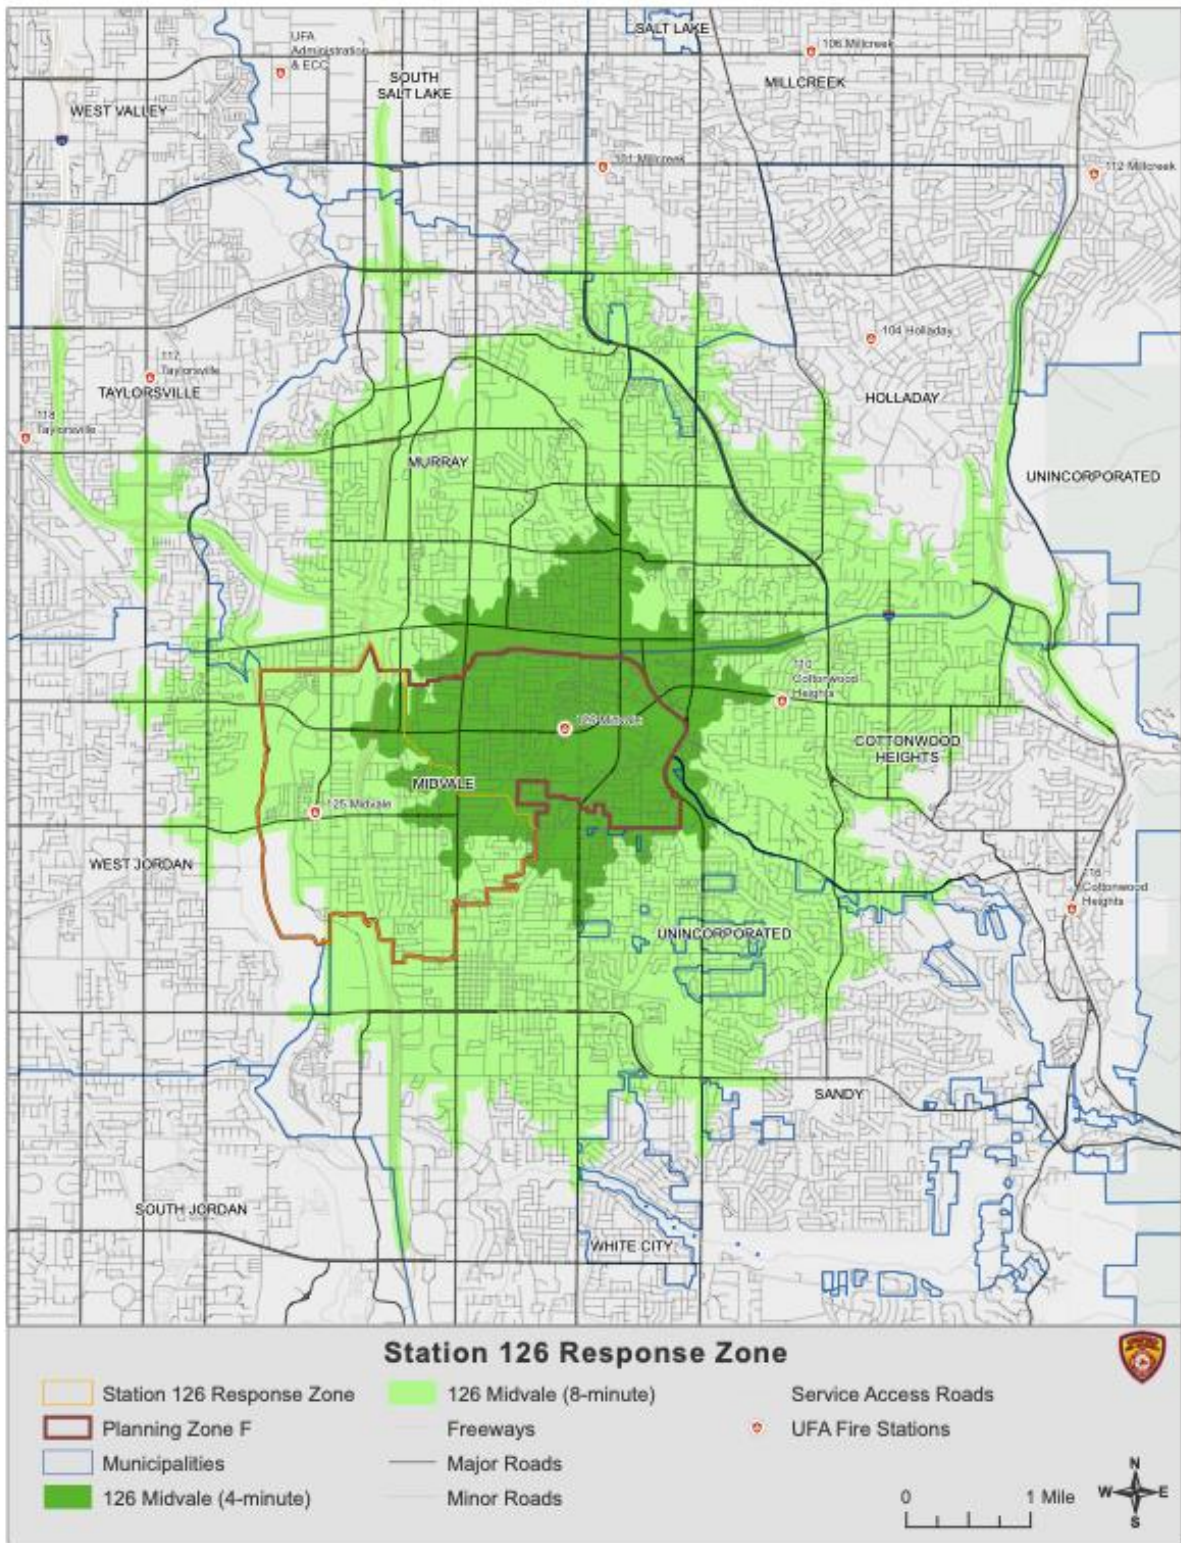 SALT LAKE
UFA
Administration
& ECC
106 Millcreek
SOUTH
SALT LAKE
MILLCREEK
WEST VALLEY
101 Millcreek
112 Millcreek
104 Holladay
117
Taylorsville
TAYLORSVILLE
HOLLADAY
118
Taylorsville
MURRAY
UNINCORPORATED
110
Cottonwood
Heights
126 Midvale
COTTONWOOD
HEIGHTS
MIDVALE
125 Midvale
WEST JORDAN
116
Cottonwood
Heights
UNINCORPORATED
SANDY
SOUTH JORDAN
WHITE CITY
Station 126 Response Zone
Station 126 Response Zone
Planning Zone F
Municipalities
126 Midvale (4-minute)
126 Midvale (8-minute)
Freeways
Major Roads
Minor Roads
Service Access Roads
UFA Fire Stations
0 1 Mile
N
W E
S